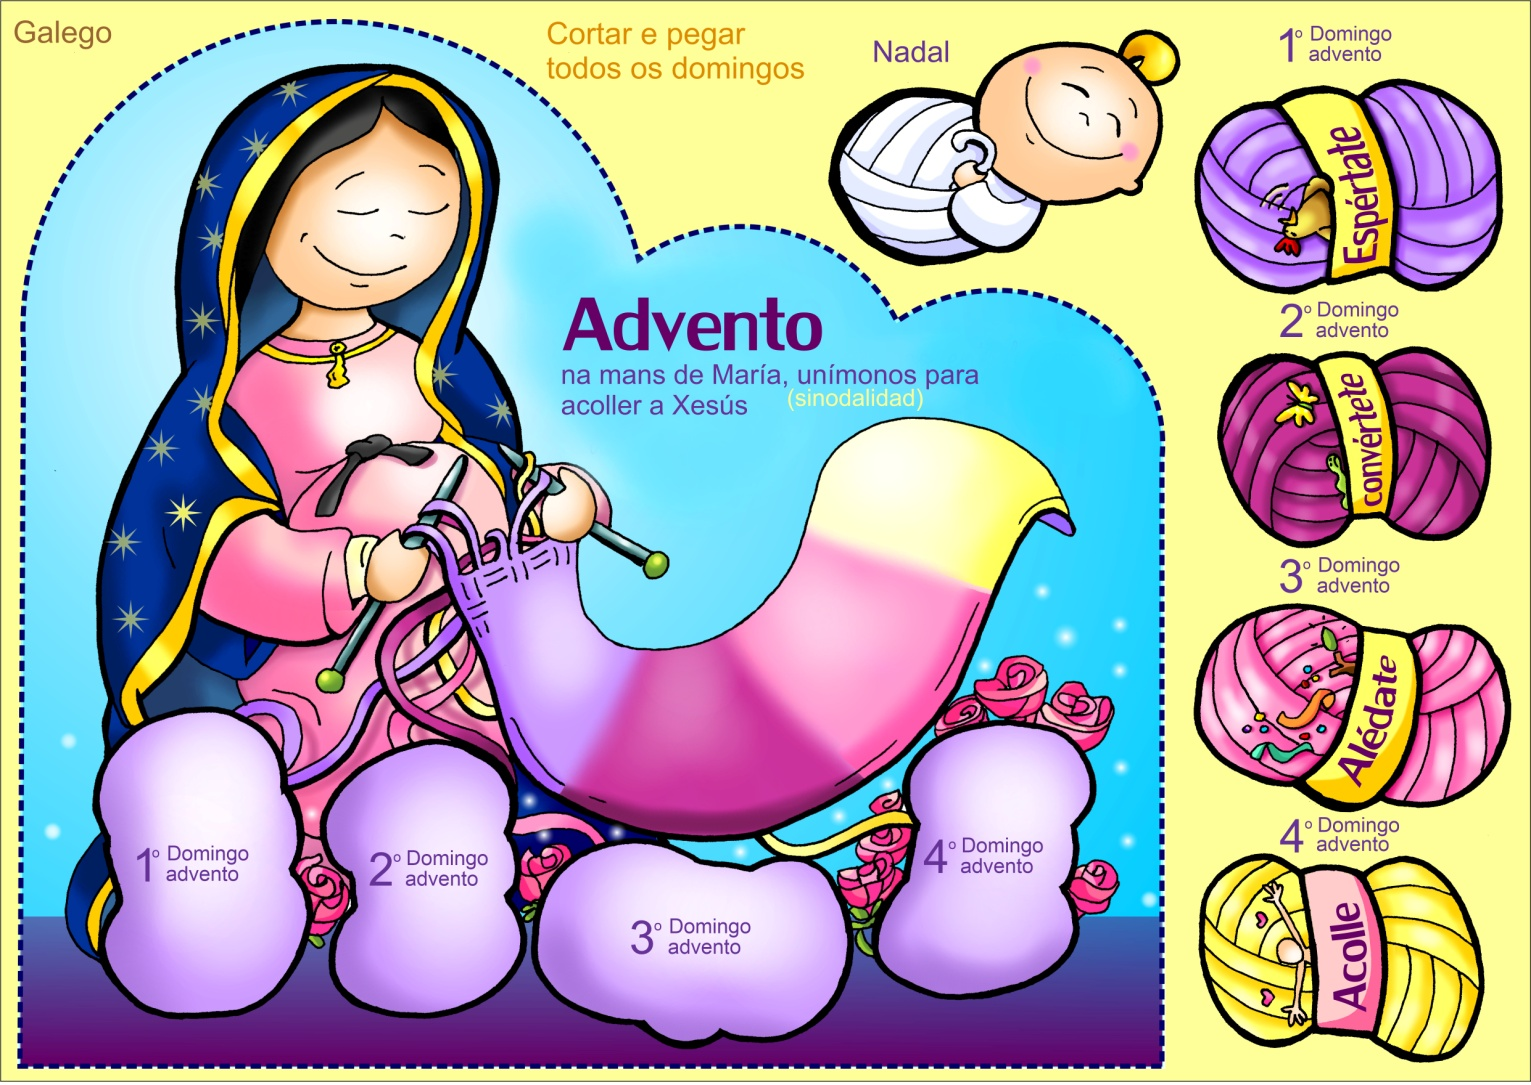 Galego
Cortar e pegar
todos os domingos
Nadal
Advento
na mans de María, unímonos para
acoller a Xesús (sinodalidad)
1º Domingo
advento
Espértate
2º Domingo
advento
convértete
3º Domingo
advento
Alédate
4º Domingo
advento
Acolle
1º Domingo
advento
2º Domingo
advento
3º Domingo
advento
4º Domingo
advento